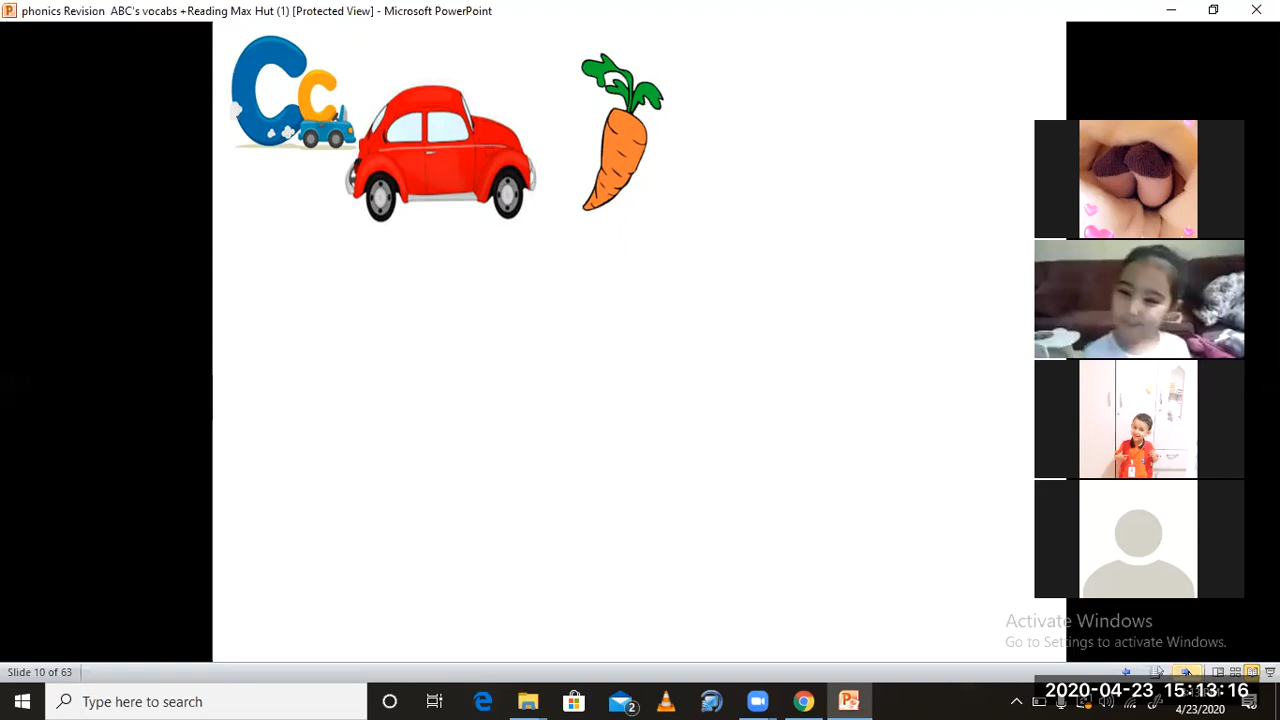 phonics Revision ABC's vocabs +Reading Max Hut (1) [Protected View] - Microsoft PowerPoint
Cc
Activate Windows
Go to Settings to activate Windows.
Slide 10 of 63
Type here to search
2
2020-04-23 15:13:16
4/23/2020